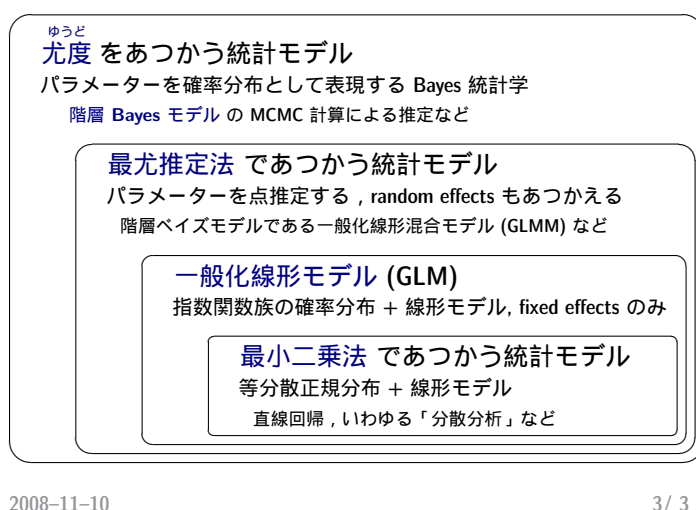 ゆうど
尤度 をあつかう統計モデル
パラメーターを確率分布として表現する Bayes 統計学
階層 Bayes モデル の MCMC 計算による推定など
最尤推定法 であつかう統計モデル
パラメーターを点推定する , random effects もあつかえる
階層ベイズモデルである一般化線形混合モデル (GLMM) など
一般化線形モデル (GLM)
指数関数族の確率分布 + 線形モデル, fixed effects のみ
最小二乗法 であつかう統計モデル
等分散正規分布 + 線形モデル
直線回帰 , いわゆる「分散分析」など
2008–11–10 3/ 3